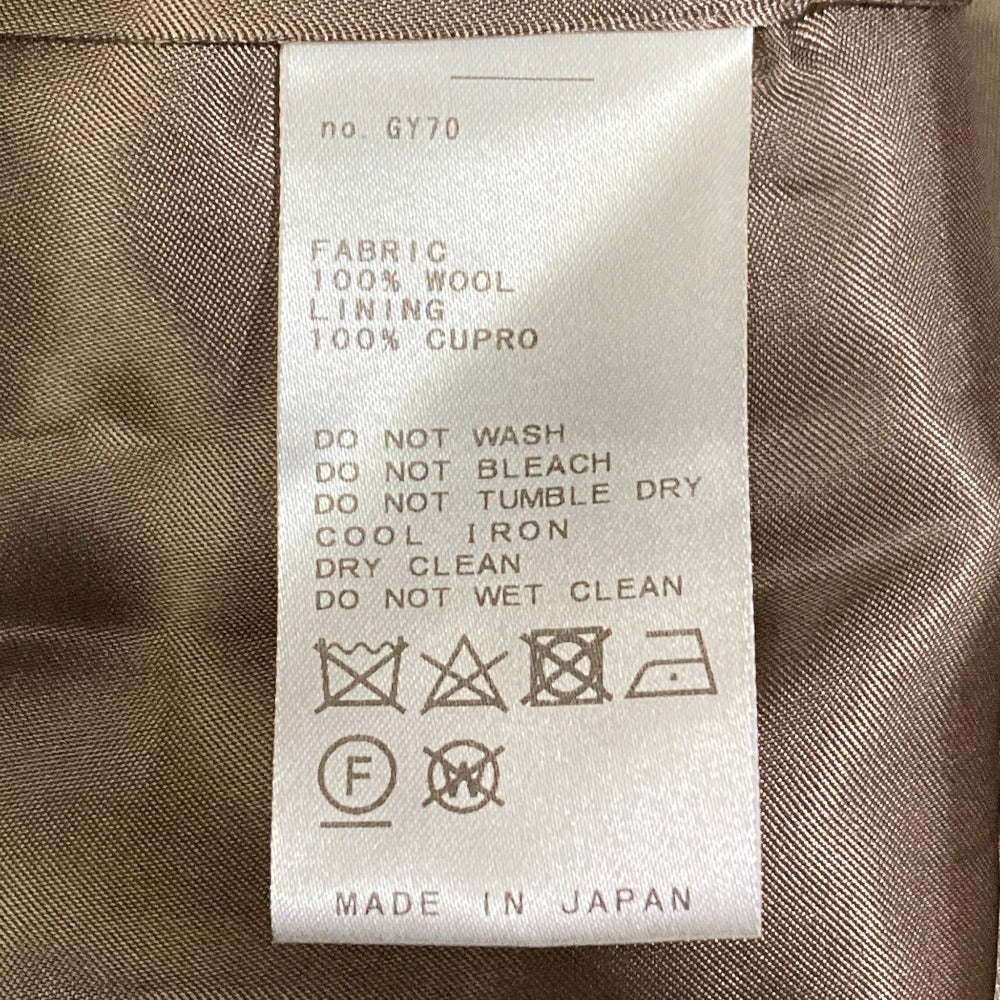 no. GY70
FABRIC
100% WOOL
LINING
100% CUPRO
DO NOT WASH
DO NOT BLEACH
DO NOT TUMBLE DRY
COOL IRON
DRY CLEAN
DO NOT WET CLEAN
F W
MADE IN JAPAN